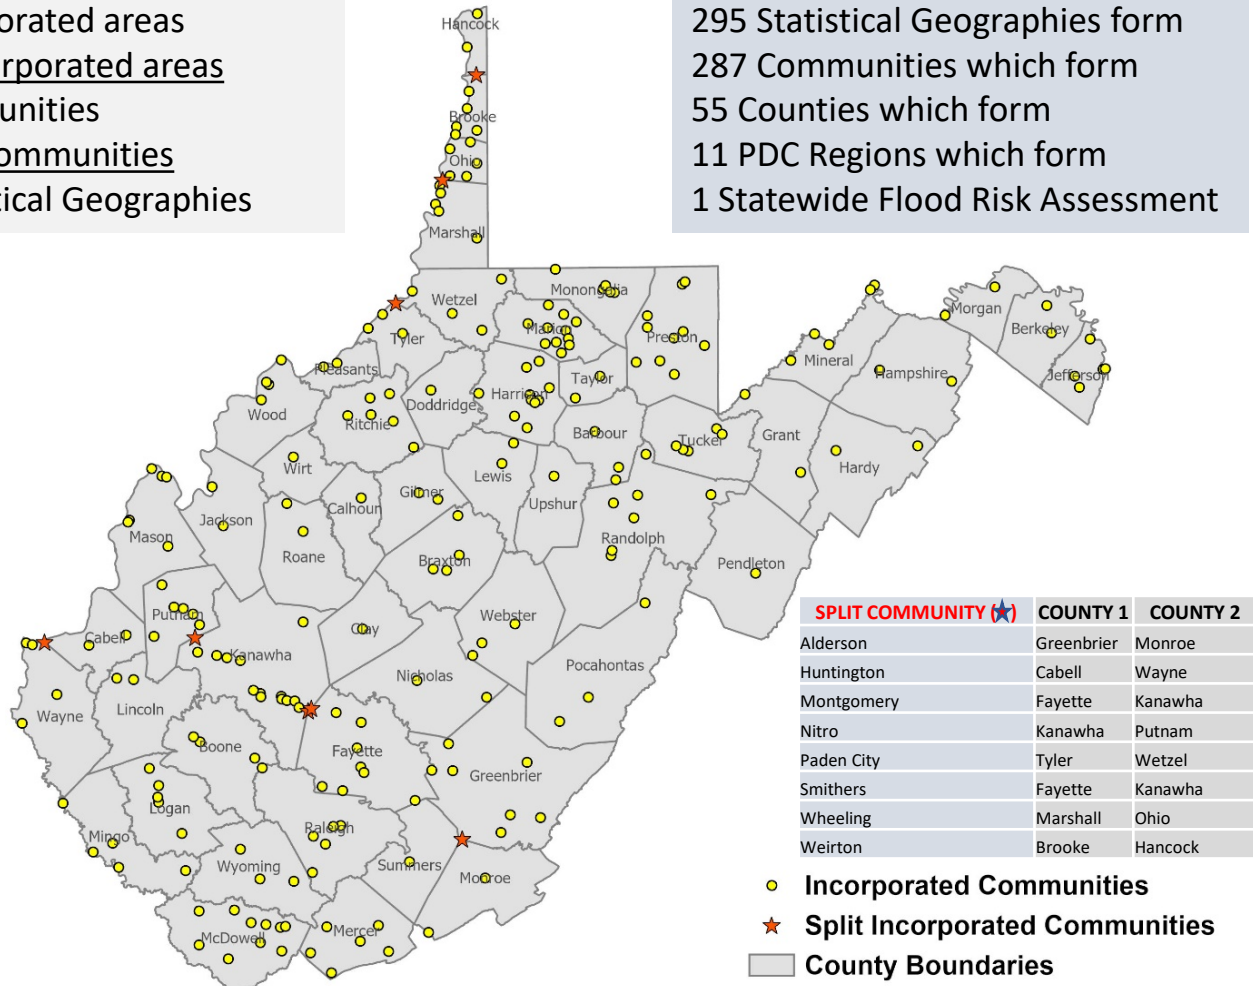 orated areas
rporated areas
unities
ommunities
tical Geographies
295 Statistical Geographies form
287 Communities which form
55 Counties which form
11 PDC Regions which form
1 Statewide Flood Risk Assessment
Hancock
Brooke
Ohio
Marshall
Wetzel
Monongalia
Morgan
Berkeley
Marion
Preston
Tyler
Mineral
Hampshire
Jefferson
Pleasants
Taylor
Doddridge
Harrison
Wood
Ritchie
Barbour
Tucker
Grant
Hardy
Wirt
Lewis
Gilmer
Upshur
Calhoun
Jackson
Mason
Roane
Randolph
Braxton
Pendleton
Putnam
Webster
Cabell
Clay
Kanawha
Pocahontas
Nicholas
Wayne
Lincoln
Boone
Fayette
Greenbrier
Logan
Raleigh
Mingo
Wyoming
Summers
Monroe
McDowell
Mercer
SPLIT COMMUNITY (★) COUNTY 1 COUNTY 2
Alderson Greenbrier Monroe
Huntington Cabell Wayne
Montgomery Fayette Kanawha
Nitro Kanawha Putnam
Paden City Tyler Wetzel
Smithers Fayette Kanawha
Wheeling Marshall Ohio
Weirton Brooke Hancock
Incorporated Communities
Split Incorporated Communities
County Boundaries